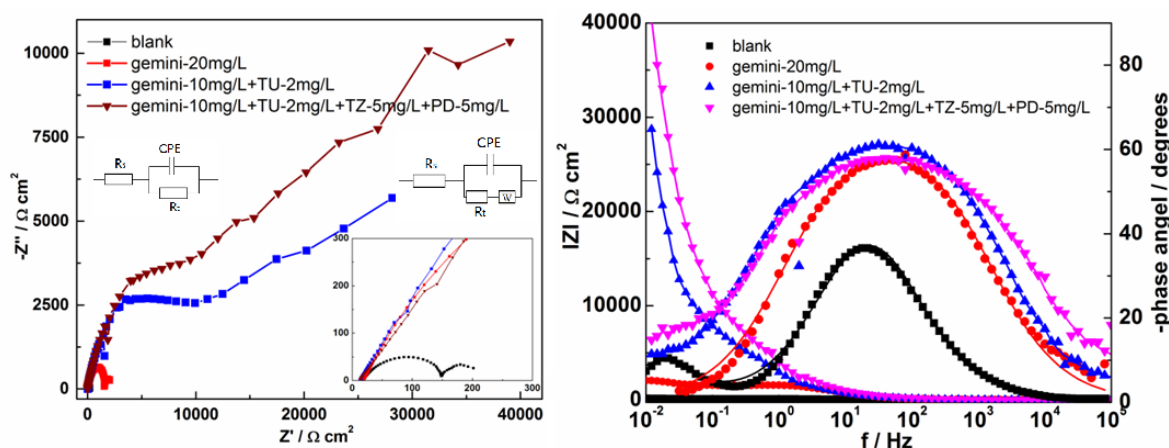 blank
gemini-20mg/L
gemini-10mg/L+TU-2mg/L
gemini-10mg/L+TU-2mg/L+TZ-5mg/L+PD-5mg/L
-Z'' / Ω cm²
10000
7500
5000
2500
0
CPE
Rs
CPE
Rt
W
300
250
200
150
100
50
0
0 100 200 300
0 10000 20000 30000 40000
Z' / Ω cm²
blank
gemini-20mg/L
gemini-10mg/L+TU-2mg/L
gemini-10mg/L+TU-2mg/L+TZ-5mg/L+PD-5mg/L
IZI / Ω cm²
40000
30000
20000
10000
0
80
60
40
20
0
-phase angel / degrees
10⁻² 10⁻¹ 10⁰ 10¹ 10² 10³ 10⁴ 10⁵
f / Hz